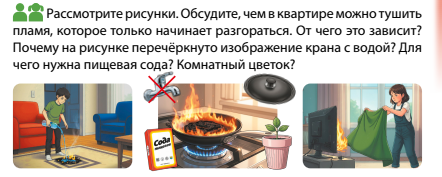 Рассмотрите рисунки. Обсудите, чем в квартире можно тушить
пламя, которое только начинает разгораться. От чего это зависит?
Почему на рисунке перечёркнуто изображение крана с водой? Для
чего нужна пищевая сода? Комнатный цветок?
Сода